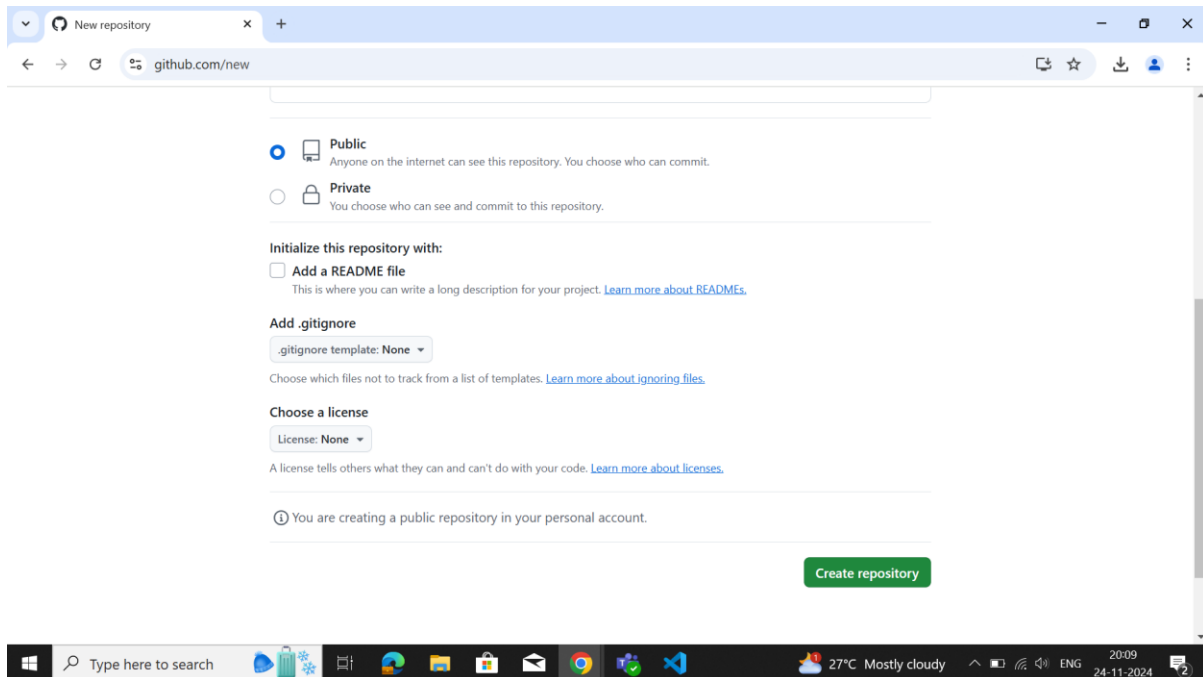 New repository
github.com/new
Public
Anyone on the internet can see this repository. You choose who can commit.
Private
You choose who can see and commit to this repository.
Initialize this repository with:
Add a README file
This is where you can write a long description for your project. Learn more about READMEs.
Add .gitignore
.gitignore template: None
Choose which files not to track from a list of templates. Learn more about ignoring files.
Choose a license
License: None
A license tells others what they can and can't do with your code. Learn more about licenses.
You are creating a public repository in your personal account.
Create repository
Type here to search
27°C Mostly cloudy
ENG
20:09
24-11-2024
2